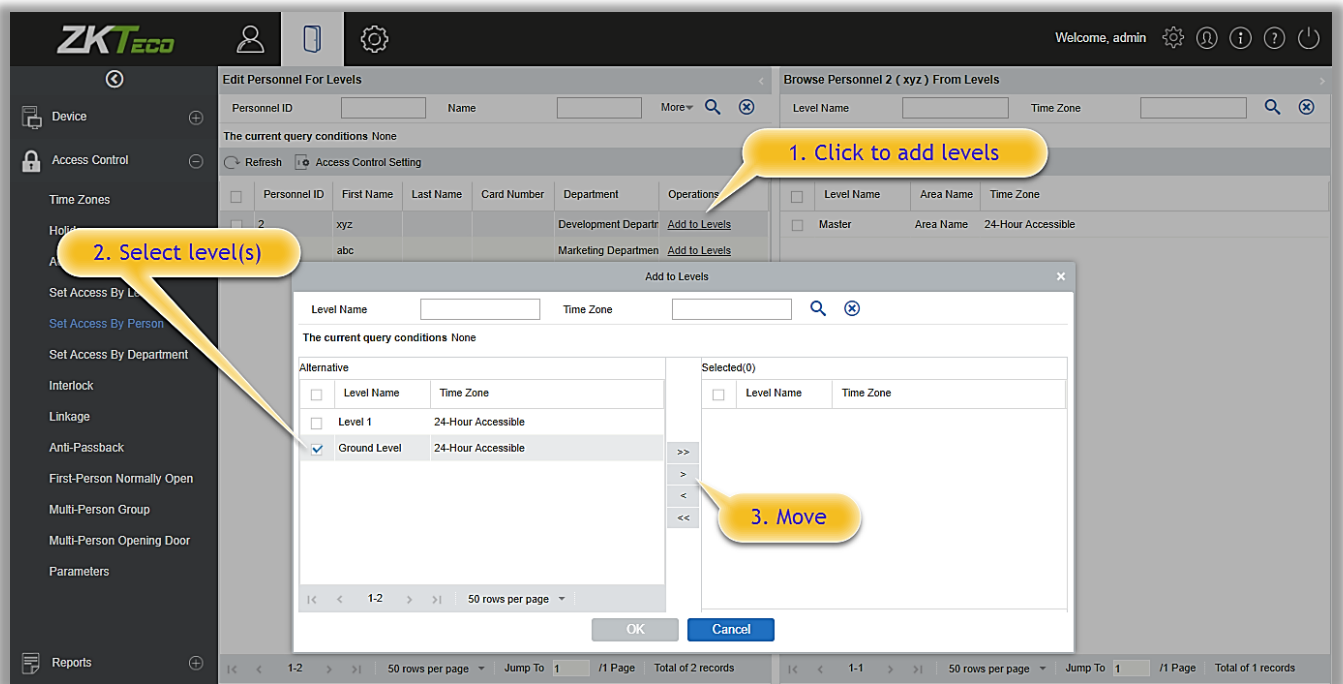 ZKTeco
Welcome, admin
Device
Access Control
Time Zones
Holid
A
Set Access By Le
Set Access By Person
Set Access By Department
Interlock
Linkage
Anti-Passback
First-Person Normally Open
Multi-Person Group
Multi-Person Opening Door
Parameters
Reports
Edit Personnel For Levels
Personnel ID Name More
The current query conditions None
Refresh Access Control Setting
Personnel ID First Name Last Name Card Number Department Operations
2 xyz Development Departr Add to Levels
abc Marketing Departmen Add to Levels
1-2 50 rows per page Jump To 1 /1 Page Total of 2 records
Browse Personnel 2 ( xyz ) From Levels
Level Name Time Zone
Level Name Area Name Time Zone
Master Area Name 24-Hour Accessible
1-1 50 rows per page Jump To 1 /1 Page Total of 1 records
1. Click to add levels
2. Select level(s)
3. Move
Add to Levels
Level Name Time Zone
The current query conditions None
Alternative
Level Name Time Zone
Level 1 24-Hour Accessible
Ground Level 24-Hour Accessible
1-2 50 rows per page
>>
>
<
<<
Selected(0)
Level Name Time Zone
OK Cancel